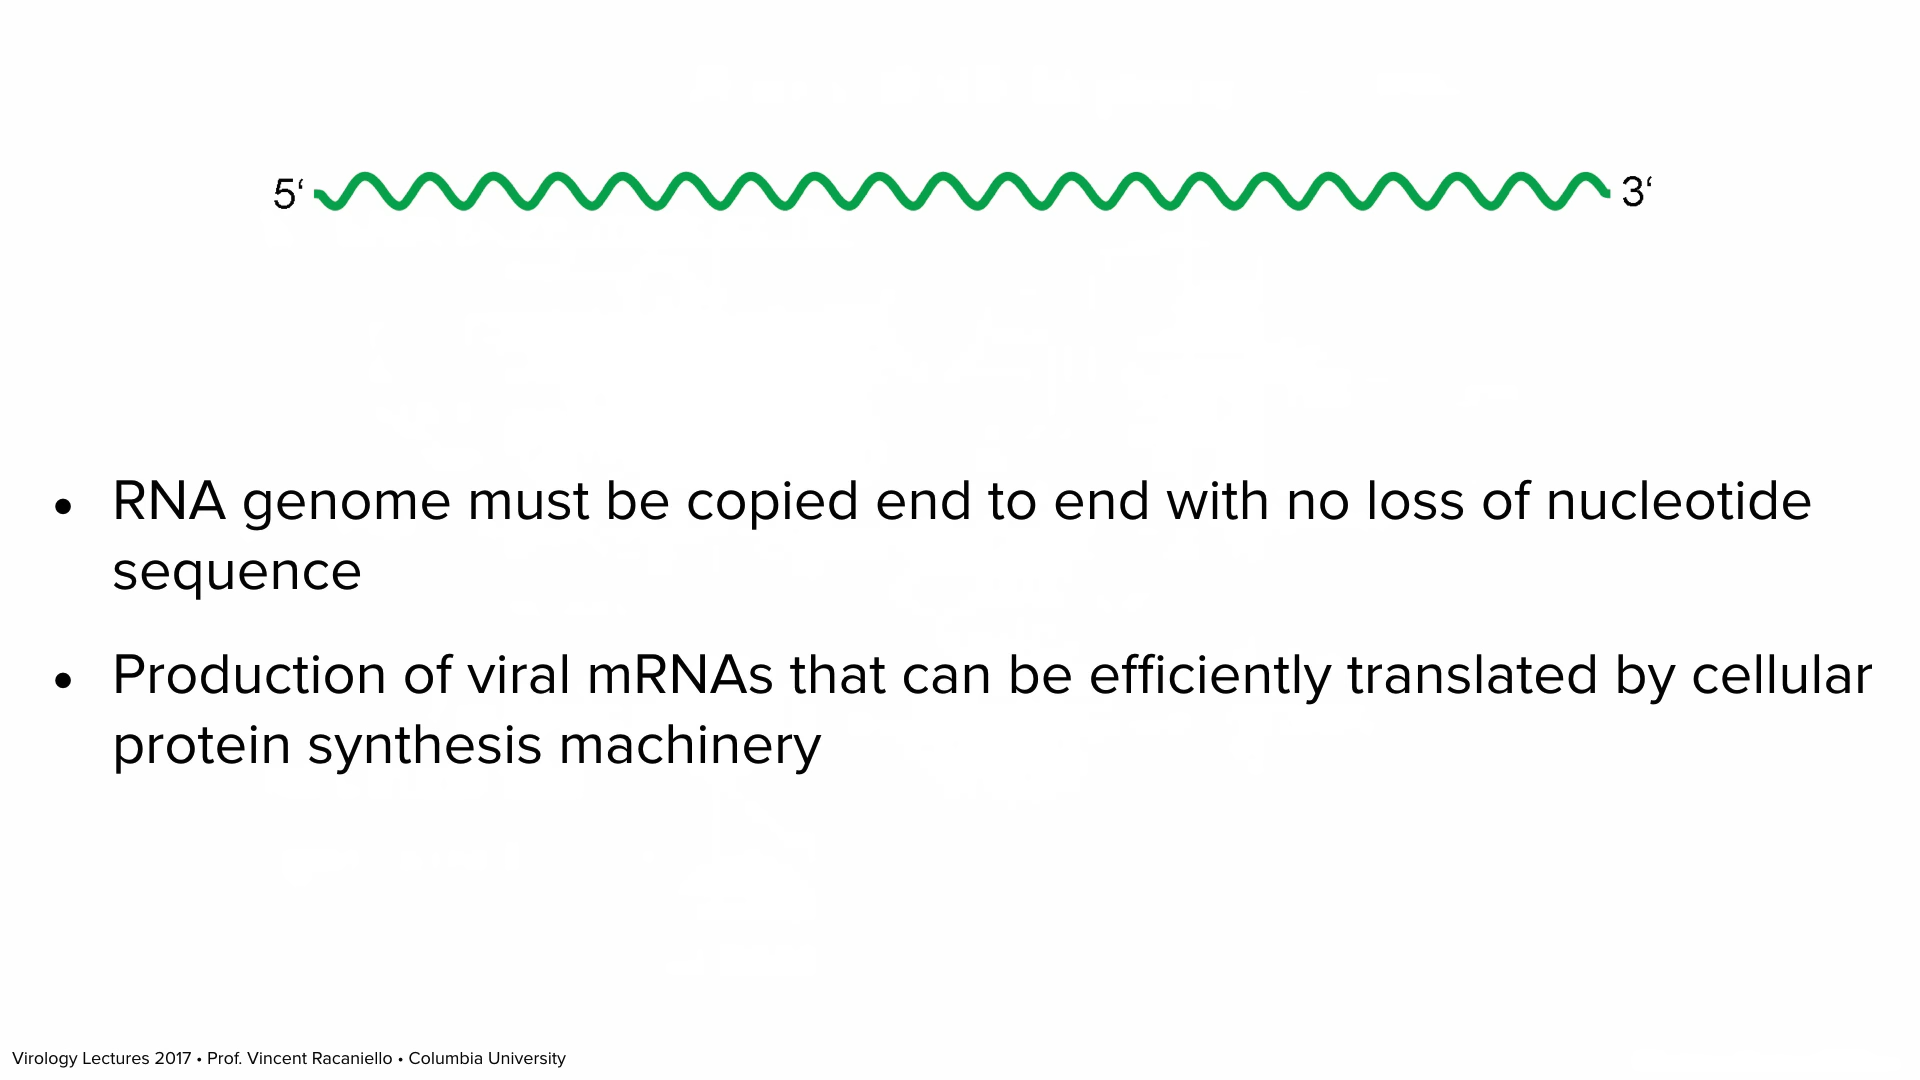 5‘ 3‘
• RNA genome must be copied end to end with no loss of nucleotide
sequence
• Production of viral mRNAs that can be efficiently translated by cellular
protein synthesis machinery
Virology Lectures 2017 • Prof. Vincent Racaniello • Columbia University